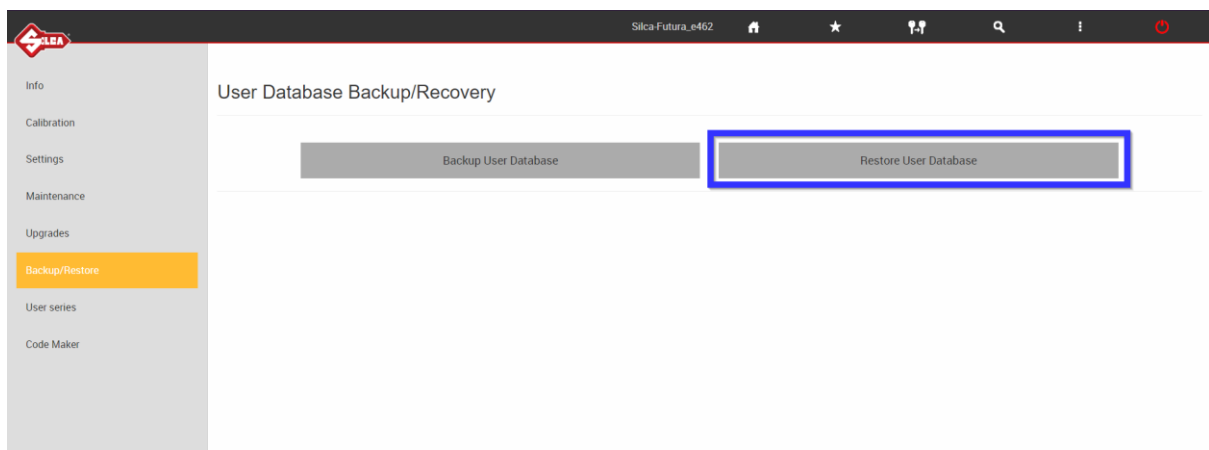 SILCA
Silca-Futura_e462
Info
Calibration
Settings
Maintenance
Upgrades
Backup/Restore
User series
Code Maker
User Database Backup/Recovery
Backup User Database
Restore User Database